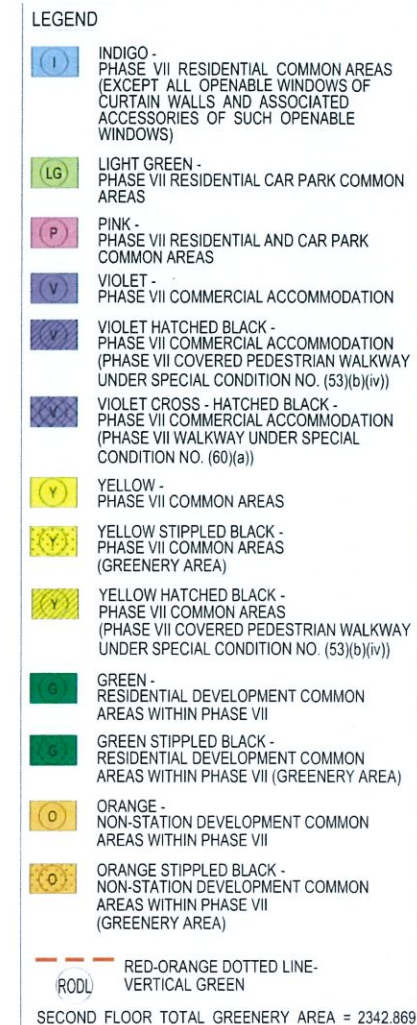 LEGEND
I
INDIGO -
PHASE VII RESIDENTIAL COMMON AREAS
(EXCEPT ALL OPENABLE WINDOWS OF
CURTAIN WALLS AND ASSOCIATED
ACCESSORIES OF SUCH OPENABLE
WINDOWS)
LG
LIGHT GREEN -
PHASE VII RESIDENTIAL CAR PARK COMMON
AREAS
P
PINK -
PHASE VII RESIDENTIAL AND CAR PARK
COMMON AREAS
V
VIOLET -
PHASE VII COMMERCIAL ACCOMMODATION
V
VIOLET HATCHED BLACK -
PHASE VII COMMERCIAL ACCOMMODATION
(PHASE VII COVERED PEDESTRIAN WALKWAY
UNDER SPECIAL CONDITION NO. (53)(b)(iv))
V
VIOLET CROSS - HATCHED BLACK -
PHASE VII COMMERCIAL ACCOMMODATION
(PHASE VII WALKWAY UNDER SPECIAL
CONDITION NO. (60)(a))
Y
YELLOW -
PHASE VII COMMON AREAS
Y
YELLOW STIPPLED BLACK -
PHASE VII COMMON AREAS
(GREENERY AREA)
Y
YELLOW HATCHED BLACK -
PHASE VII COMMON AREAS
(PHASE VII COVERED PEDESTRIAN WALKWAY
UNDER SPECIAL CONDITION NO. (53)(b)(iv))
G
GREEN -
RESIDENTIAL DEVELOPMENT COMMON
AREAS WITHIN PHASE VII
G
GREEN STIPPLED BLACK -
RESIDENTIAL DEVELOPMENT COMMON
AREAS WITHIN PHASE VII (GREENERY AREA)
O
ORANGE -
NON-STATION DEVELOPMENT COMMON
AREAS WITHIN PHASE VII
O
ORANGE STIPPLED BLACK -
NON-STATION DEVELOPMENT COMMON
AREAS WITHIN PHASE VII
(GREENERY AREA)
RODL
RED-ORANGE DOTTED LINE-
VERTICAL GREEN
SECOND FLOOR TOTAL GREENERY AREA = 2342.869